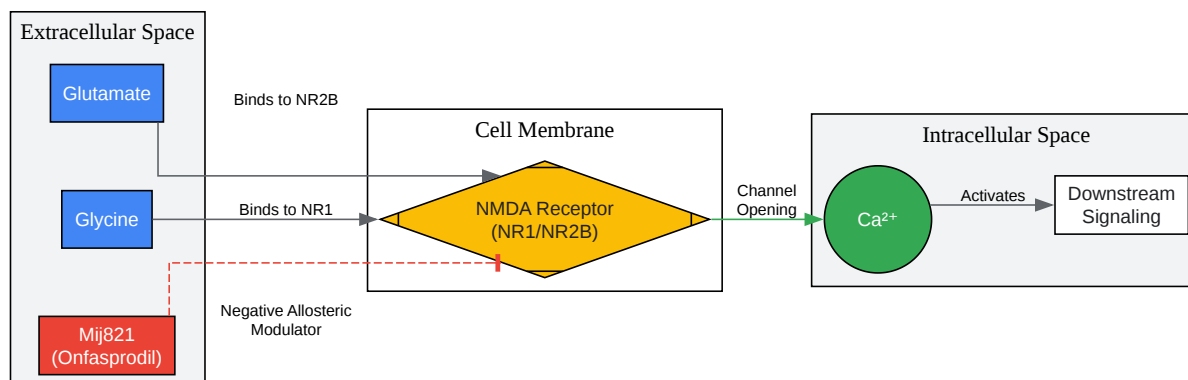 Extracellular Space
Glutamate
Binds to NR2B
Glycine
Binds to NR1
Mij821
(Onfasprodil)
Negative Allosteric
Modulator
Cell Membrane
NMDA Receptor
(NR1/NR2B)
Channel
Opening
Intracellular Space
Ca²⁺
Activates
Downstream
Signaling